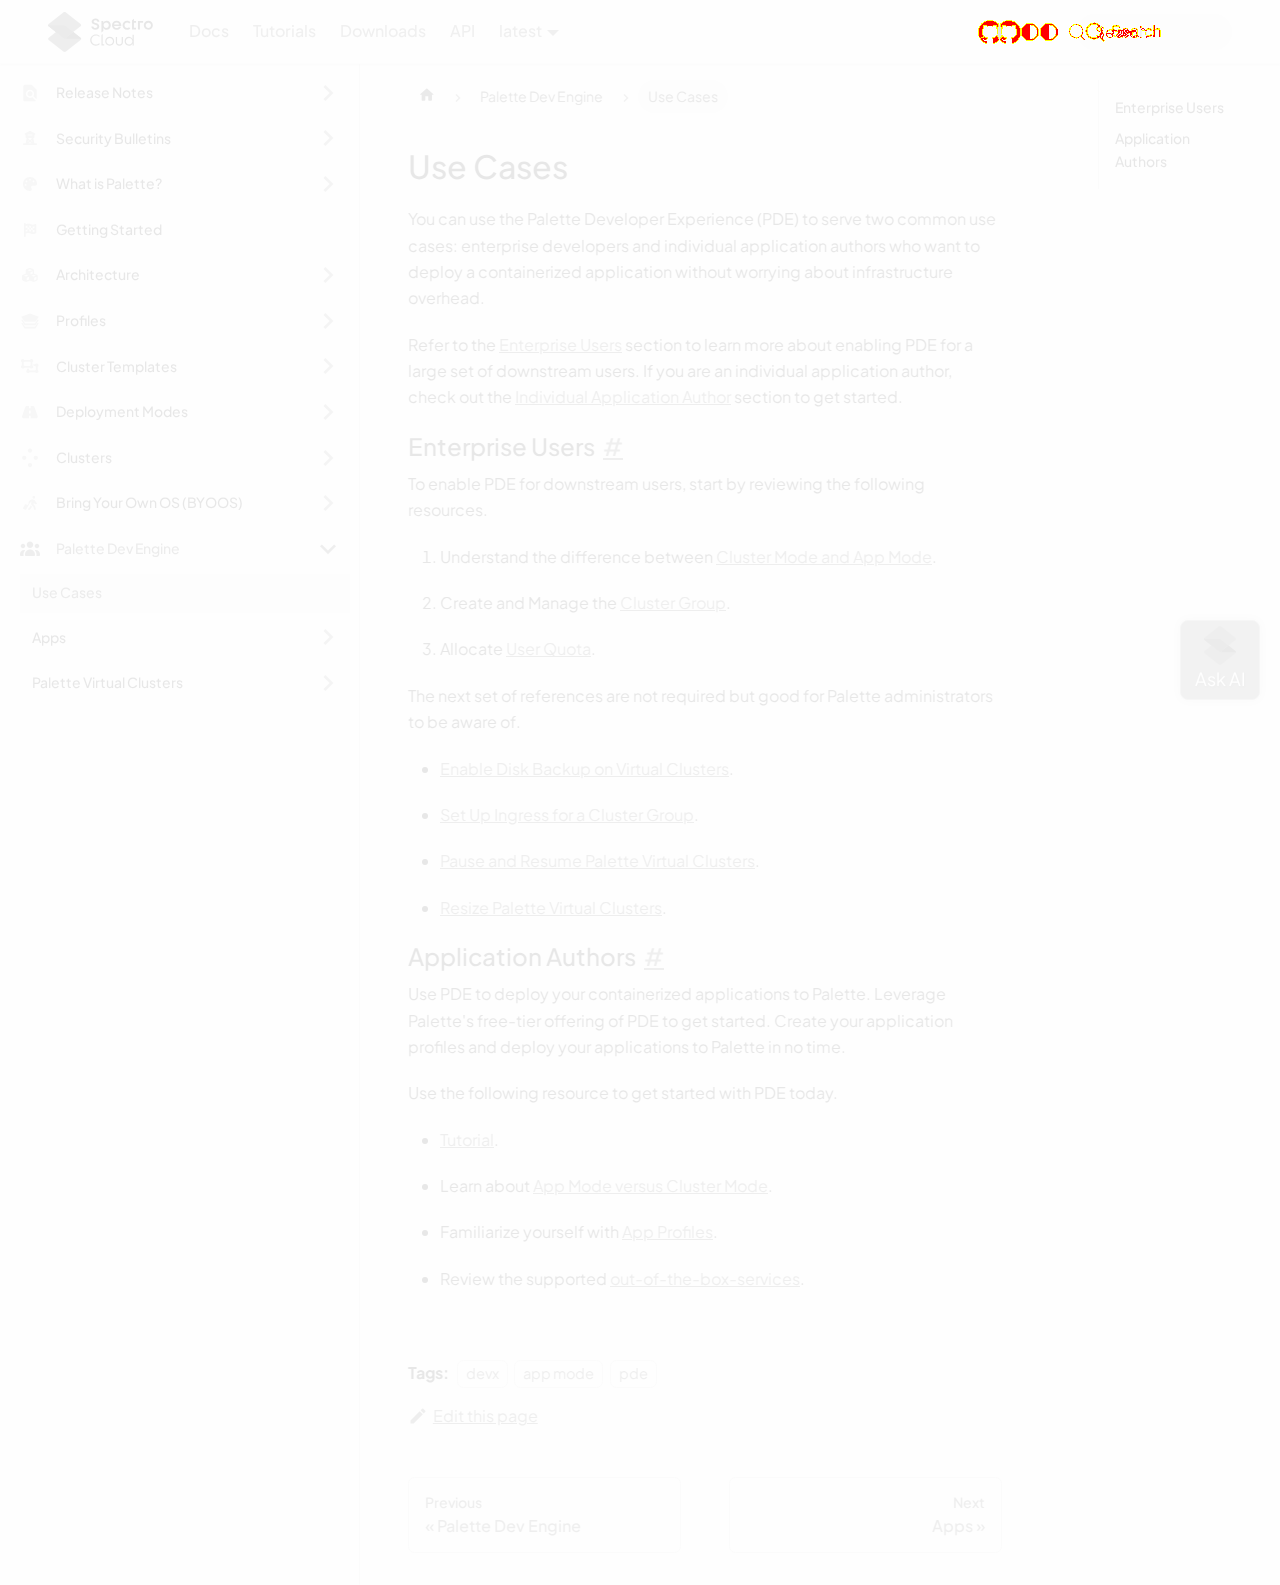 Spectro
Cloud
Docs
Tutorials
Downloads
API
latest
Search
Release Notes
Security Bulletins
What is Palette?
Getting Started
Architecture
Profiles
Cluster Templates
Deployment Modes
Clusters
Bring Your Own OS (BYOOS)
Palette Dev Engine
Use Cases
Apps
Palette Virtual Clusters
Palette Dev Engine
Use Cases
Use Cases
You can use the Palette Developer Experience (PDE) to serve two common use
cases: enterprise developers and individual application authors who want to
deploy a containerized application without worrying about infrastructure
overhead.
Refer to the Enterprise Users section to learn more about enabling PDE for a
large set of downstream users. If you are an individual application author,
check out the Individual Application Author section to get started.
Enterprise Users #
To enable PDE for downstream users, start by reviewing the following
resources.
1. Understand the difference between Cluster Mode and App Mode.
2. Create and Manage the Cluster Group.
3. Allocate User Quota.
The next set of references are not required but good for Palette administrators
to be aware of.
Enable Disk Backup on Virtual Clusters.
Set Up Ingress for a Cluster Group.
Pause and Resume Palette Virtual Clusters.
Resize Palette Virtual Clusters.
Application Authors #
Use PDE to deploy your containerized applications to Palette. Leverage
Palette's free-tier offering of PDE to get started. Create your application
profiles and deploy your applications to Palette in no time.
Use the following resource to get started with PDE today.
Tutorial.
Learn about App Mode versus Cluster Mode.
Familiarize yourself with App Profiles.
Review the supported out-of-the-box-services.
Tags: devx app mode pde
Edit this page
Previous
« Palette Dev Engine
Next
Apps »
Enterprise Users
Application
Authors
Ask AI